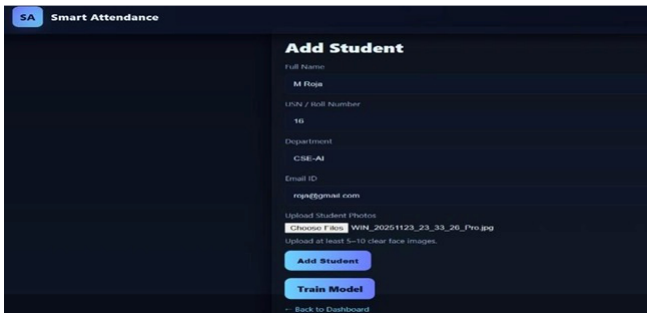 SA Smart Attendance
Add Student
Full Name
M Roja
USN / Roll Number
16
Department
CSE-AI
Email ID
roja@gmail.com
Upload Student Photos
Choose Files WIN_20251123_23_33_26_Pro.jpg
Upload at least 5–10 clear face images.
Add Student
Train Model
← Back to Dashboard